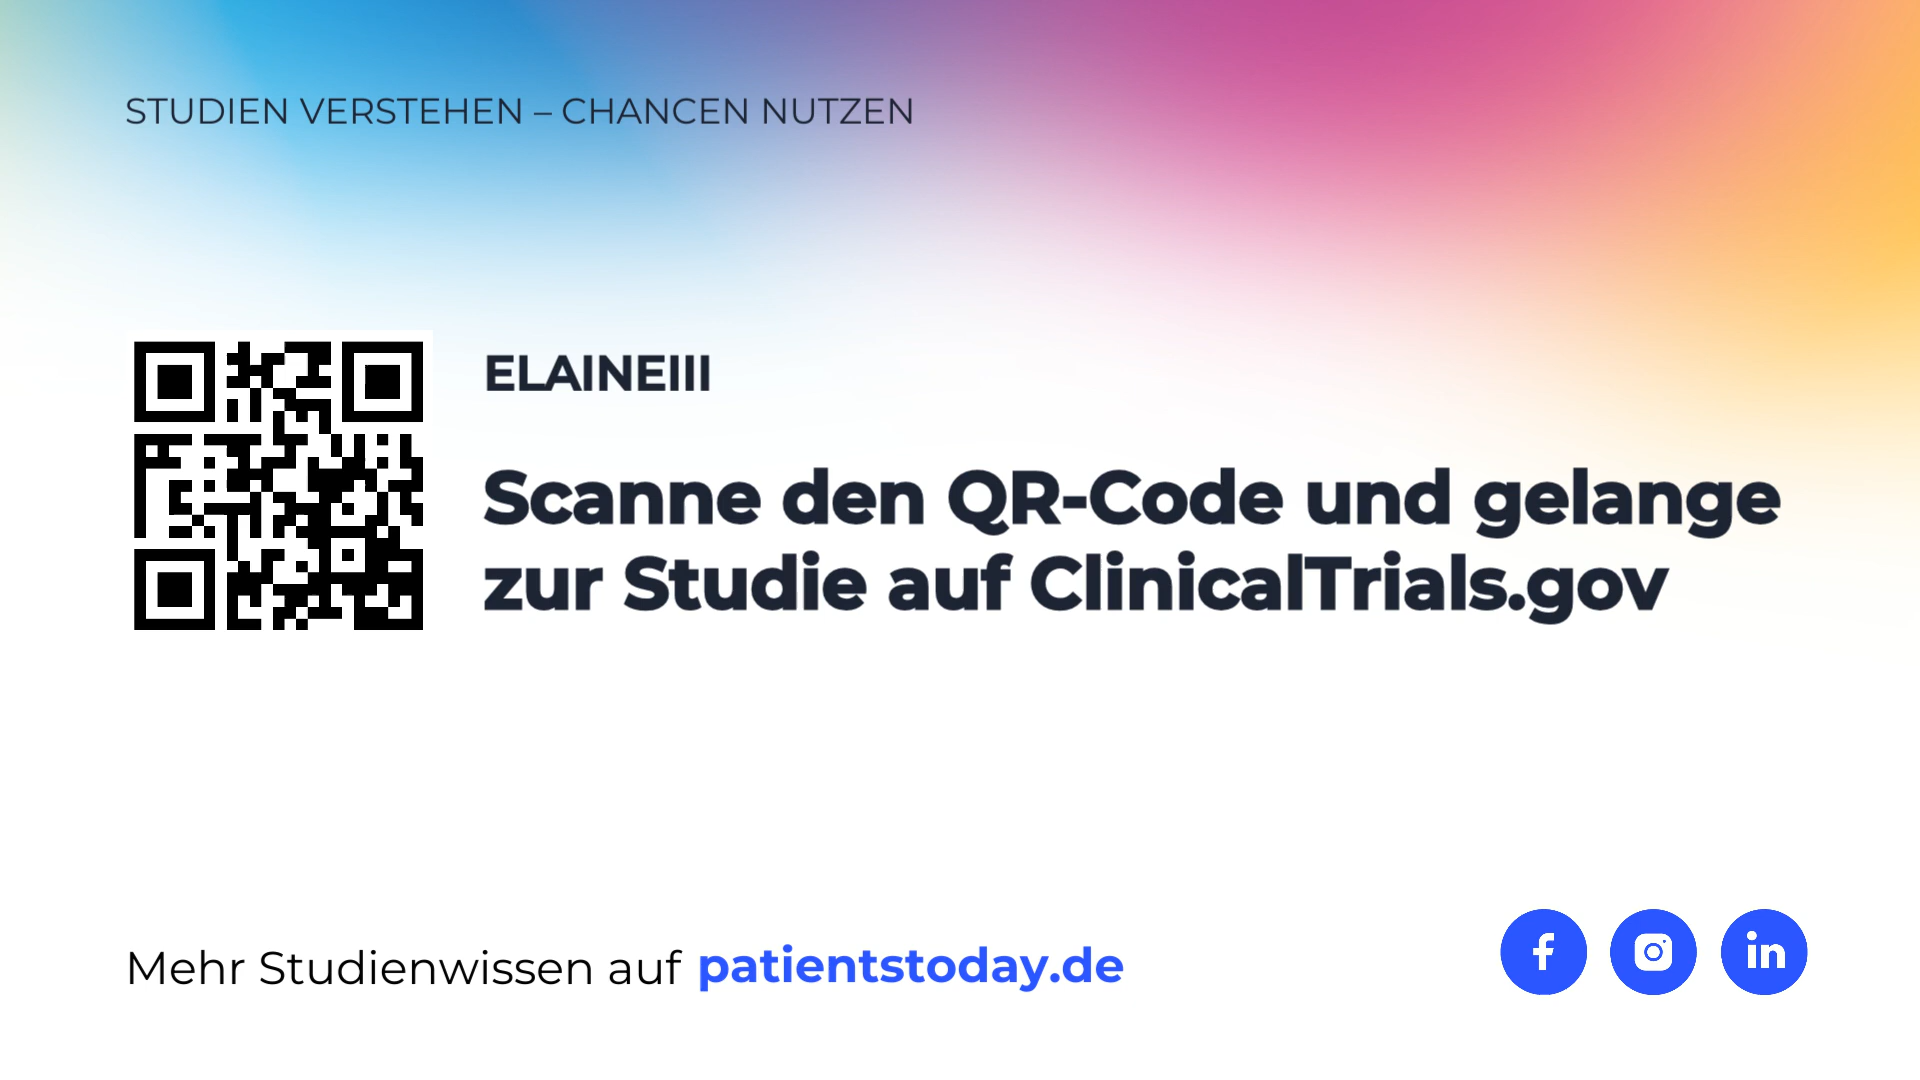 STUDIEN VERSTEHEN – CHANCEN NUTZEN
ELAINEIII
Scanne den QR-Code und gelange
zur Studie auf ClinicalTrials.gov
Mehr Studienwissen auf patientstoday.de